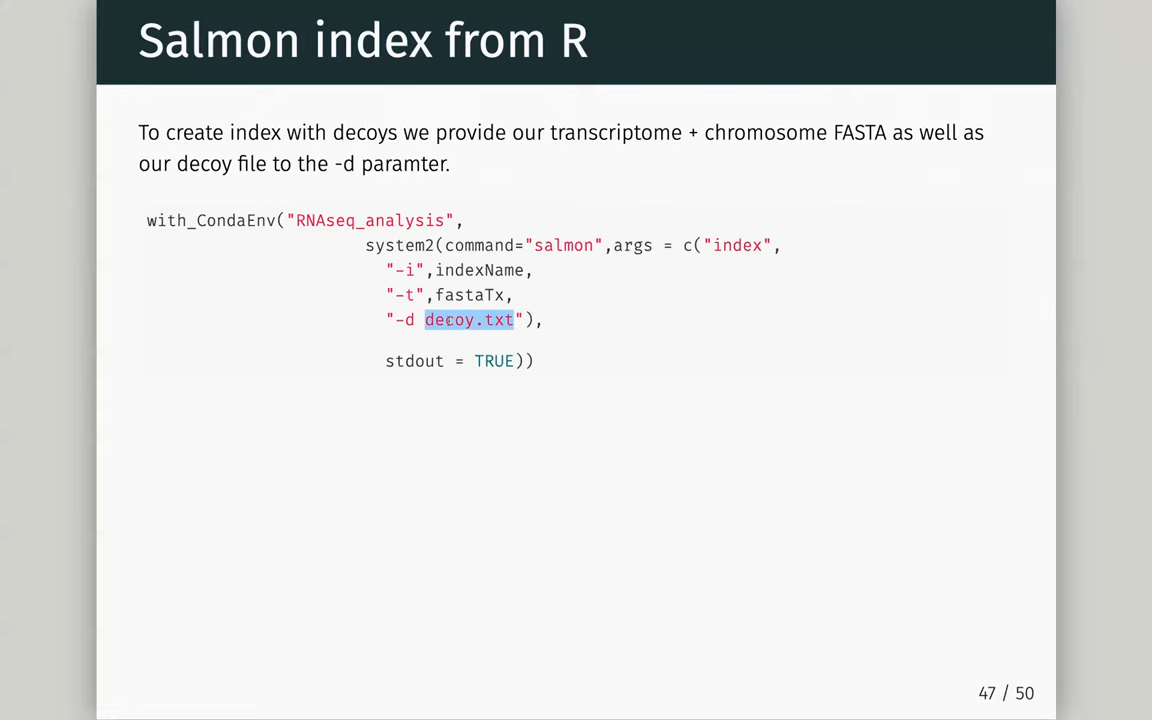 Salmon index from R
To create index with decoys we provide our transcriptome + chromosome FASTA as well as
our decoy file to the -d paramter.
with_CondaEnv("RNAseq_analysis",
system2(command="salmon",args = c("index",
"-i",indexName,
"-t",fastaTx,
"-d decoy.txt"),
stdout = TRUE))
47 / 50